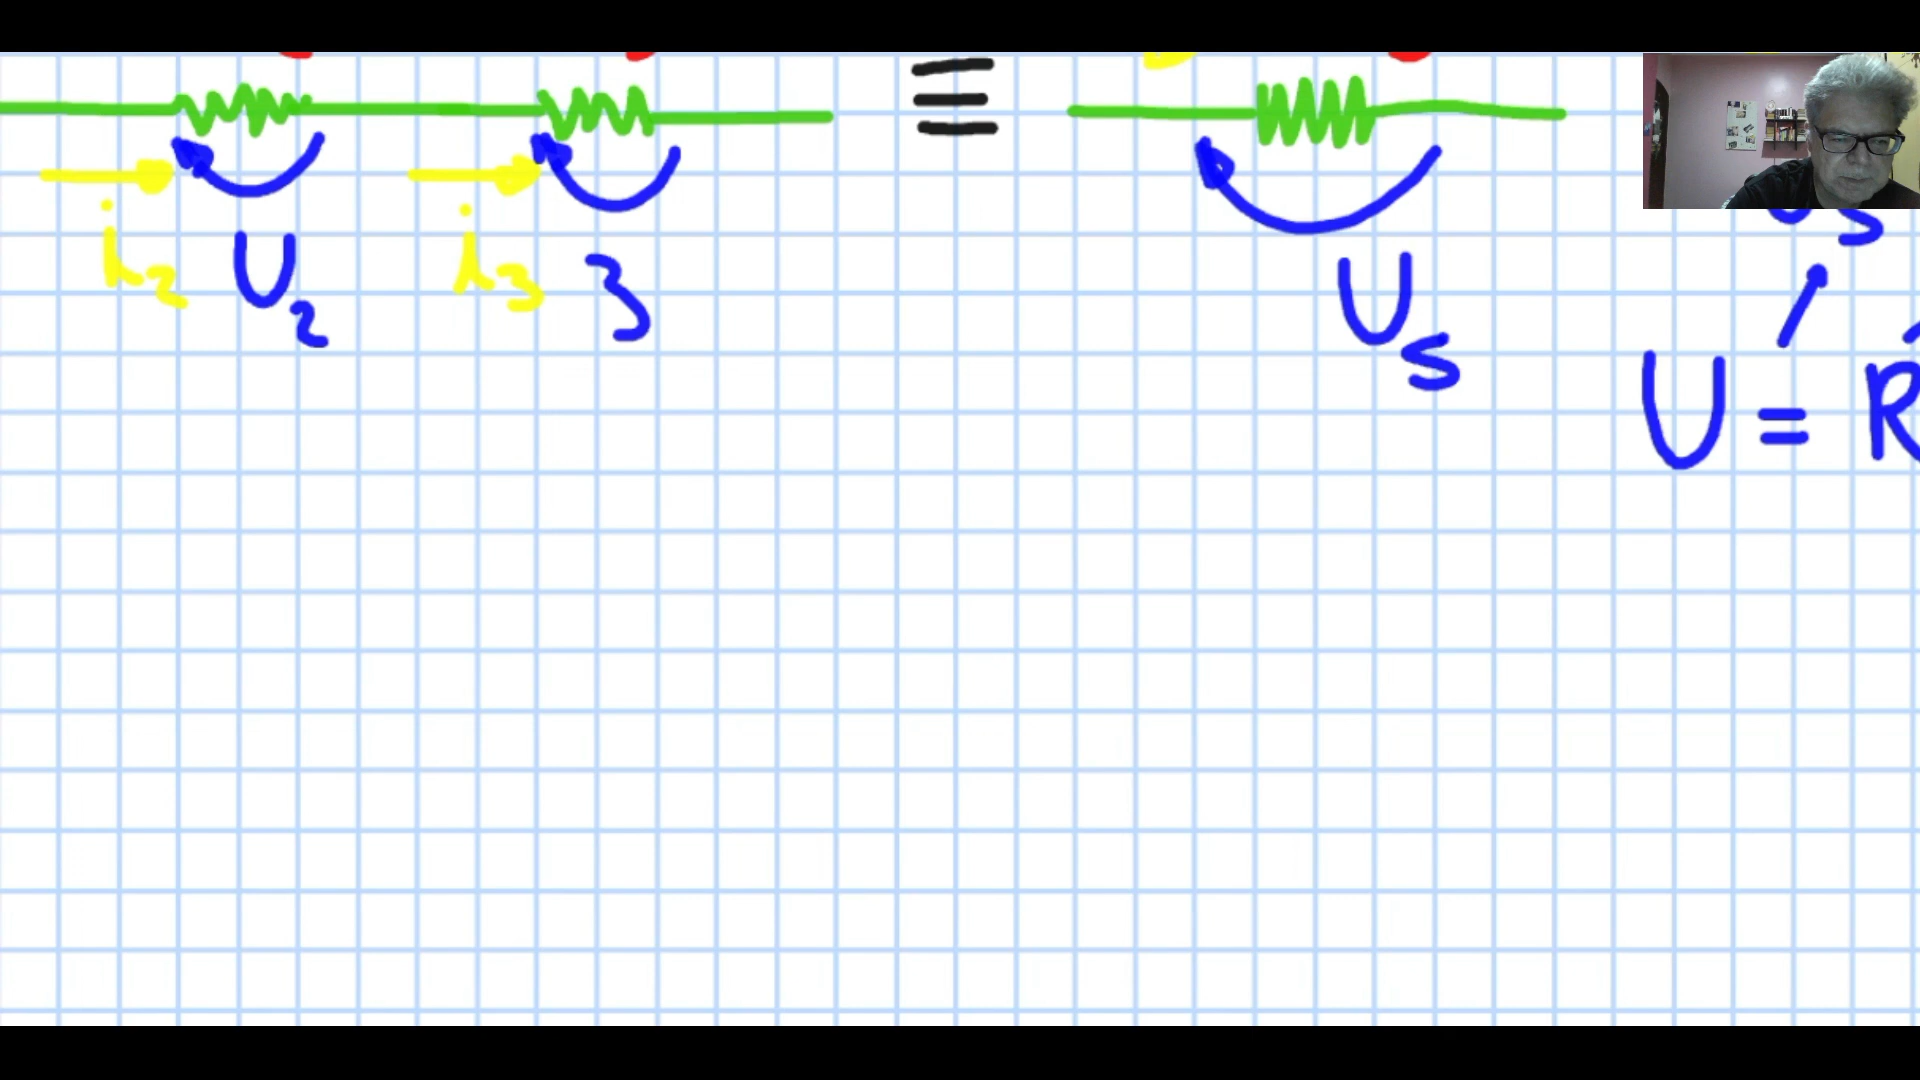 i₂ U₂ i₃ 3
Uₛ
s
U = R